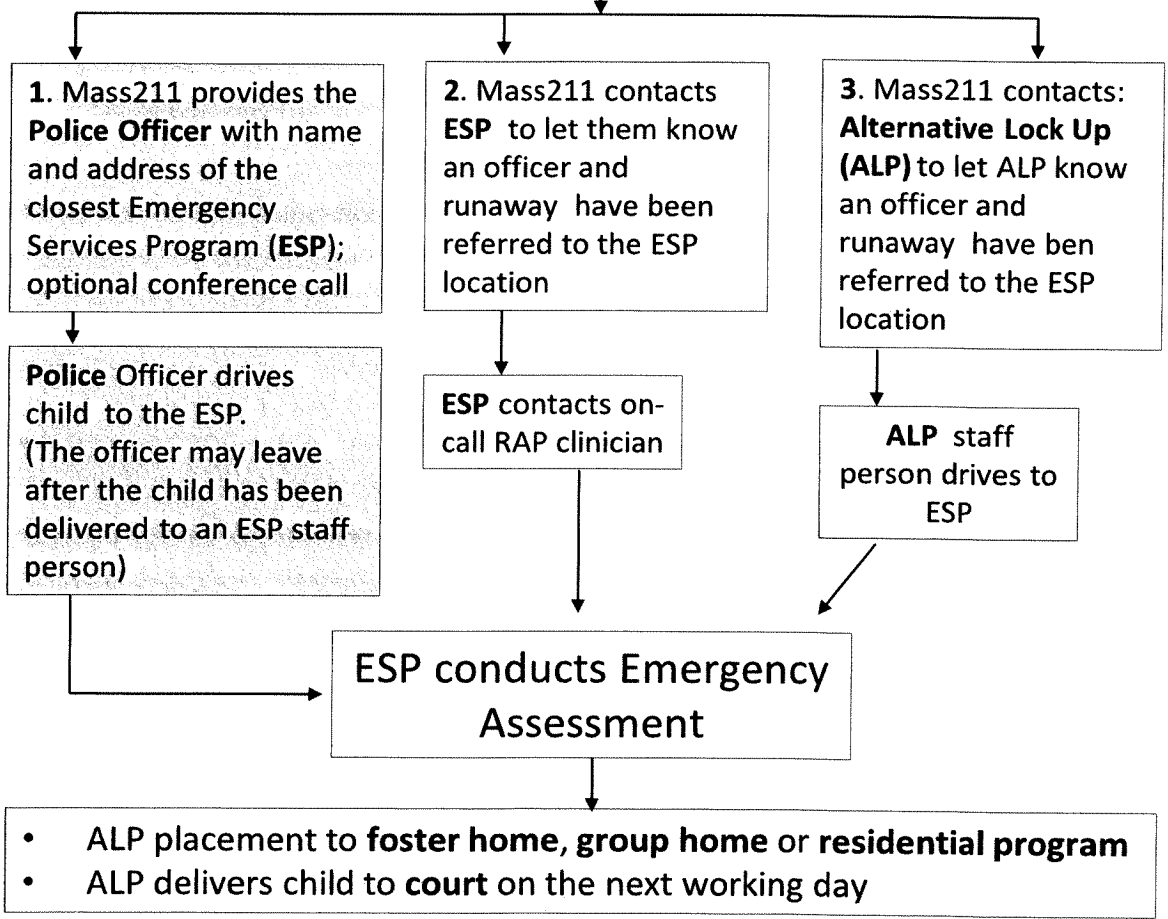 1. Mass211 provides the
Police Officer with name
and address of the
closest Emergency
Services Program (ESP);
optional conference call
2. Mass211 contacts
ESP to let them know
an officer and
runaway have been
referred to the ESP
location
3. Mass211 contacts:
Alternative Lock Up
(ALP) to let ALP know
an officer and
runaway have ben
referred to the ESP
location
Police Officer drives
child to the ESP.
(The officer may leave
after the child has been
delivered to an ESP staff
person)
ESP contacts on-
call RAP clinician
ALP staff
person drives to
ESP
ESP conducts Emergency
Assessment
• ALP placement to foster home, group home or residential program
• ALP delivers child to court on the next working day